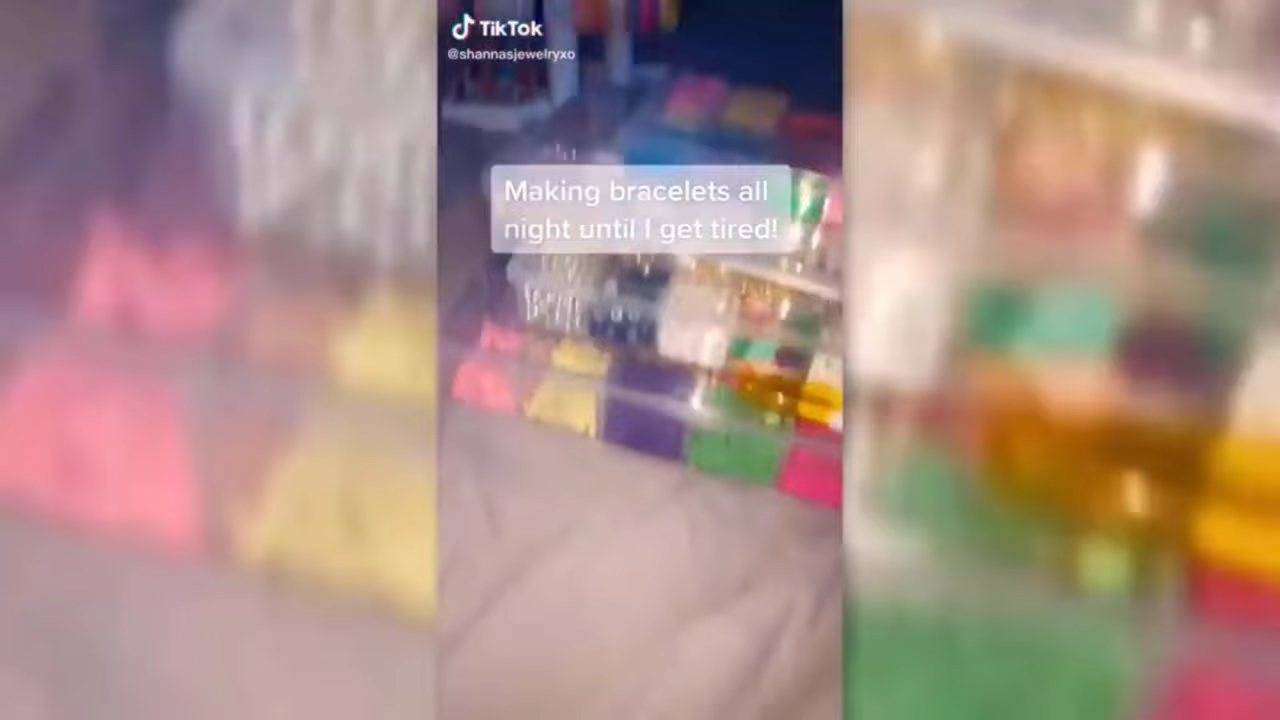 TikTok
@shannasjewelryxo
Making bracelets all
night until I get tired!